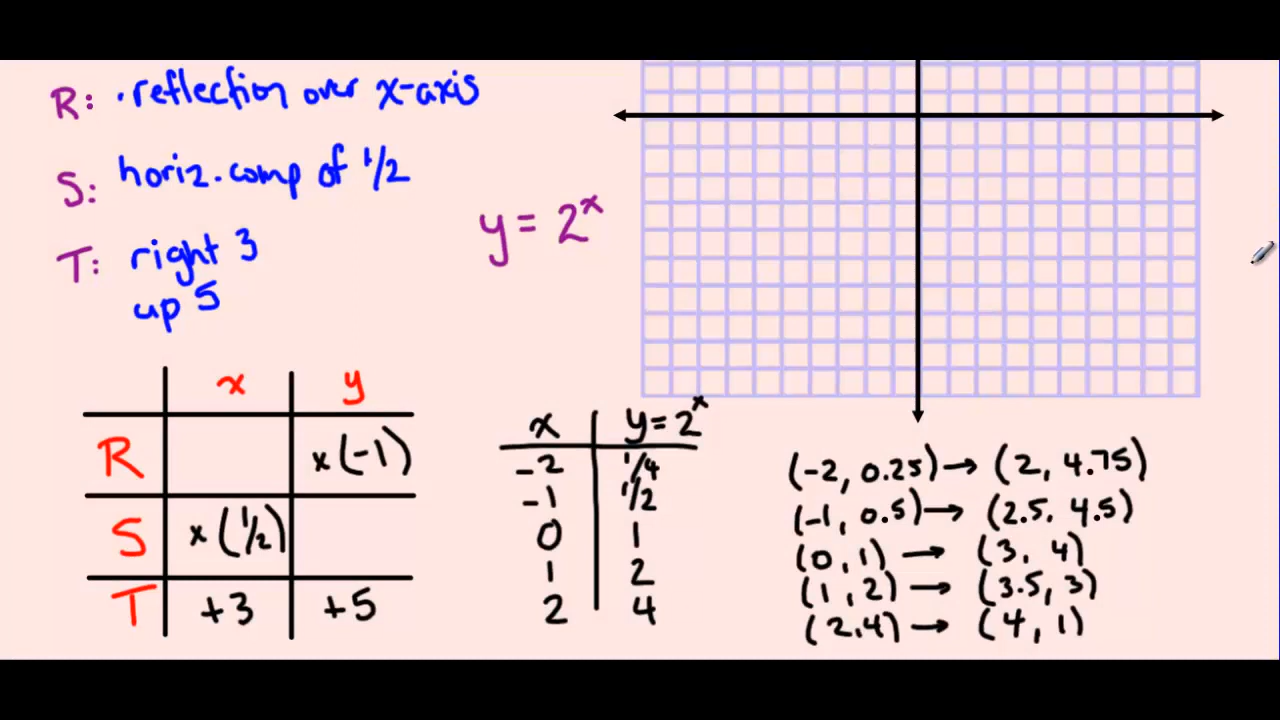 R: · reflection over x-axis
S: horiz. comp of 1/2
T: right 3
up 5
y = 2^x
x y
R x(-1)
S x(1/2)
T +3 +5
x y = 2^x
-2 1/4
-1 1/2
0 1
1 2
2 4
(-2, 0.25) → (2, 4.75)
(-1, 0.5) → (2.5, 4.5)
(0, 1) → (3, 4)
(1, 2) → (3.5, 3)
(2,4) → (4, 1)